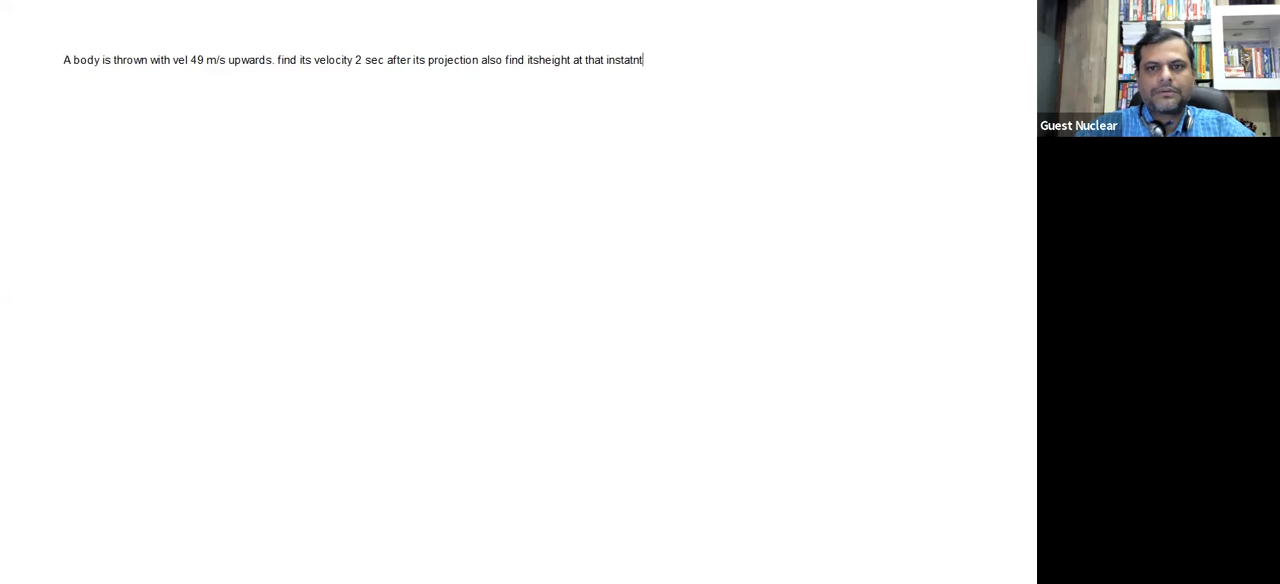 A body is thrown with vel 49 m/s upwards. find its velocity 2 sec after its projection also find itsheight at that instatnt
Guest Nuclear